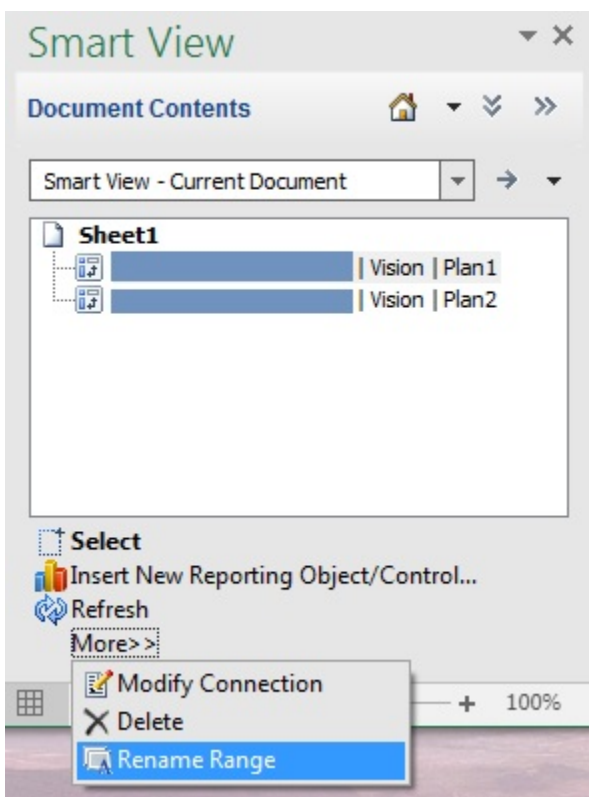 Smart View
Document Contents
Smart View - Current Document
Sheet1
| Vision | Plan1
| Vision | Plan2
Select
Insert New Reporting Object/Control...
Refresh
More>>
Modify Connection
100%
Delete
Rename Range